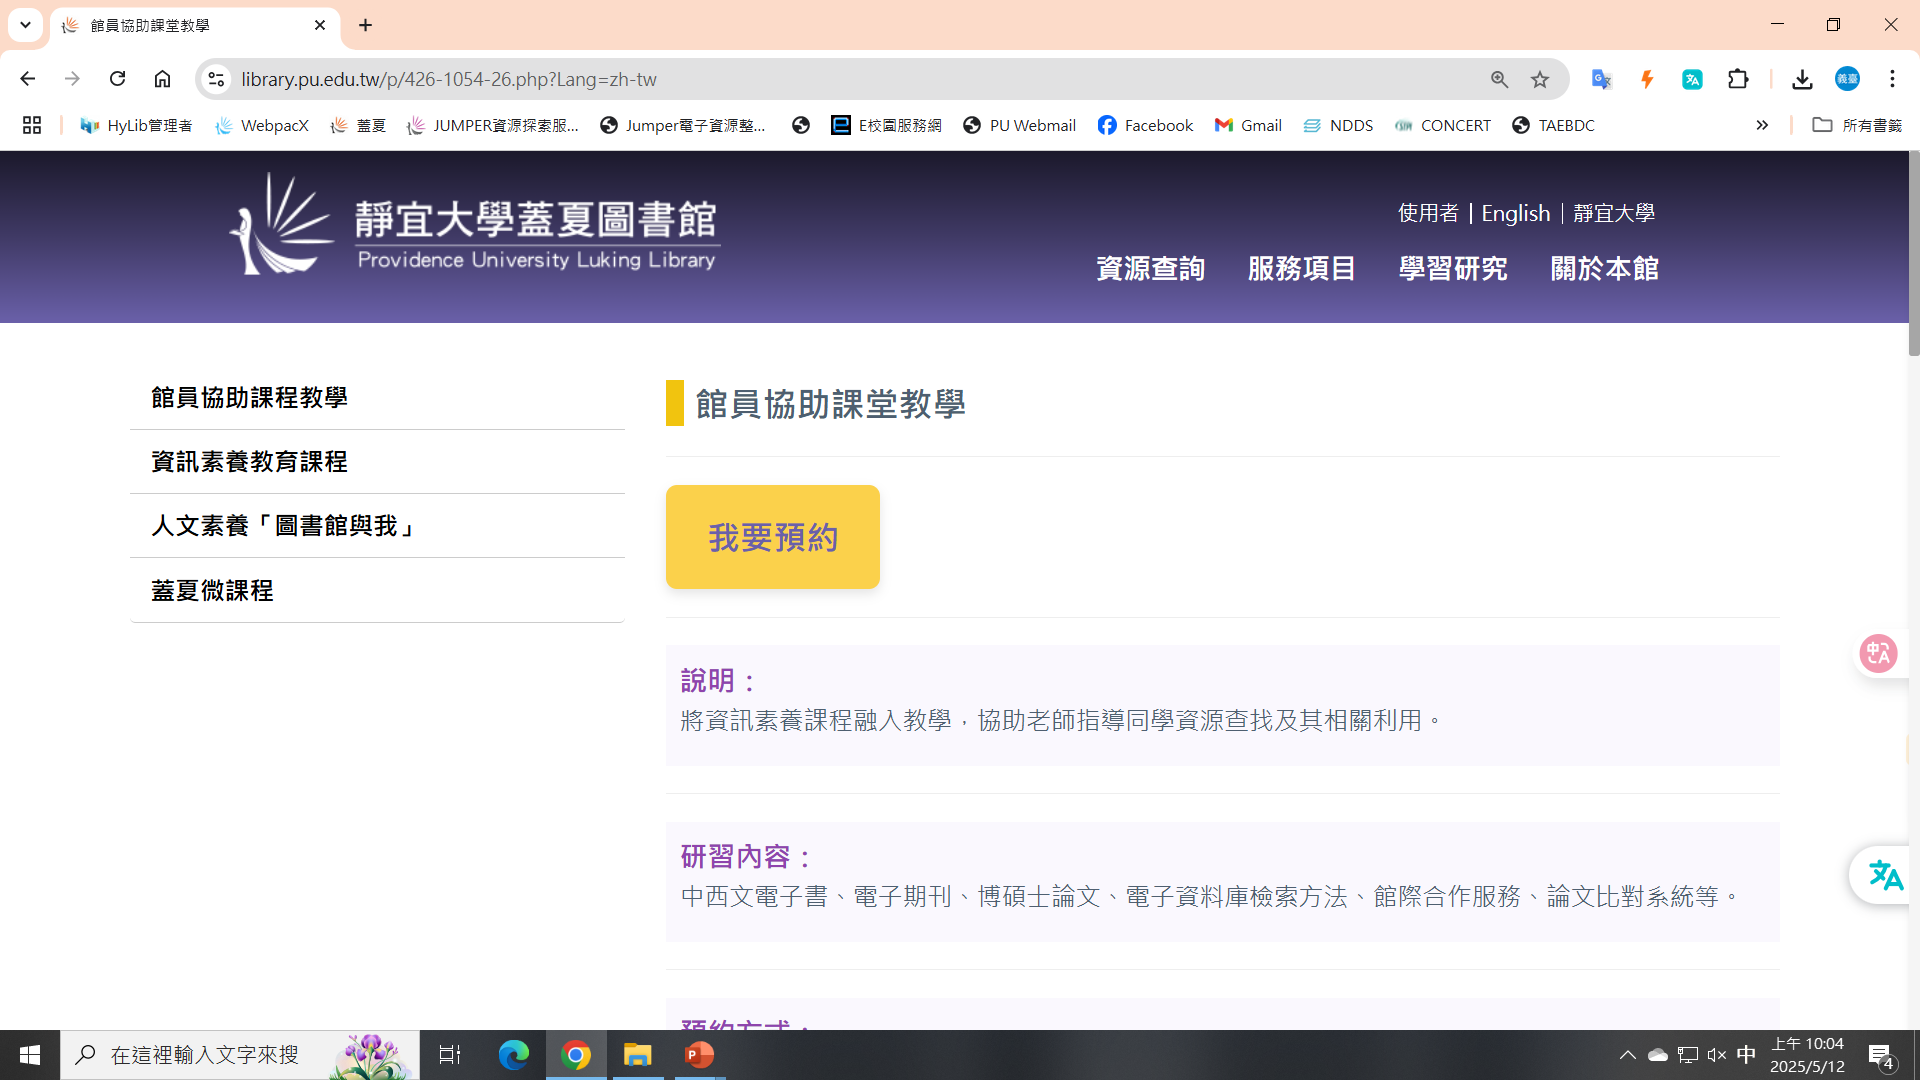 館員協助課堂教學
library.pu.edu.tw/p/426-1054-26.php?Lang=zh-tw
義臺
HyLib管理者
WebpacX
蓋夏
JUMPER資源探索服...
Jumper電子資源整...
E校園服務網
PU Webmail
Facebook
Gmail
NDDS
CONCERT
TAEBDC
所有書籤
靜宜大學蓋夏圖書館
Providence University Luking Library
使用者 | English | 靜宜大學
資源查詢 服務項目 學習研究 關於本館
館員協助課程教學
資訊素養教育課程
人文素養「圖書館與我」
蓋夏微課程
館員協助課堂教學
我要預約
說明：
將資訊素養課程融入教學，協助老師指導同學資源查找及其相關利用。
研習內容：
中西文電子書、電子期刊、博碩士論文、電子資料庫檢索方法、館際合作服務、論文比對系統等。
預約方式：
在這裡輸入文字來搜
中
上午 10:04
2025/5/12
4